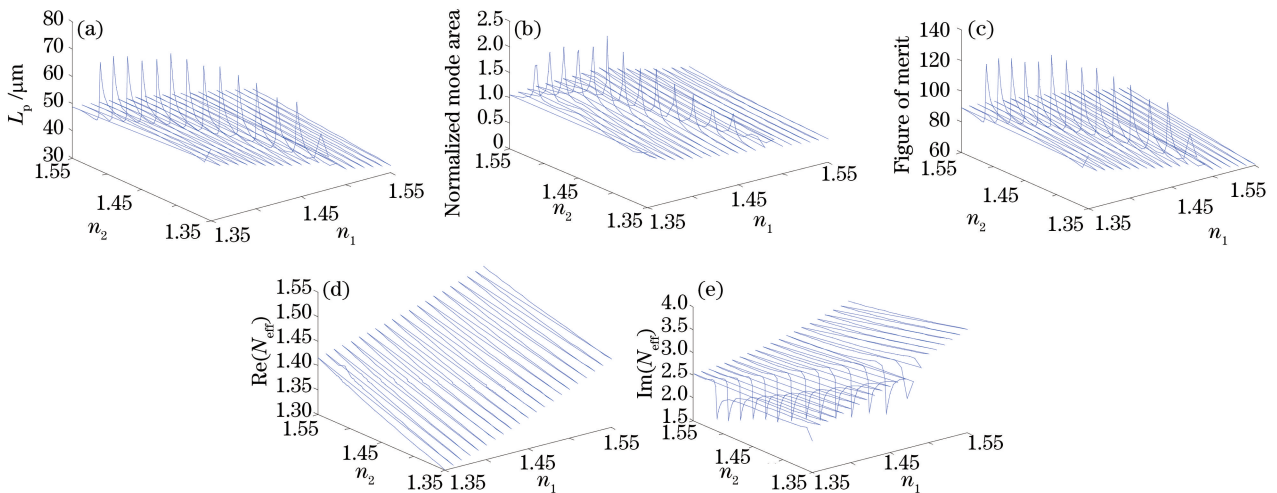 (a)
L_p /μm
80
70
60
50
40
30
1.55
1.45
1.35
n_2
1.35
1.45
1.55
n_1
(b)
Normalized mode area
2.5
2.0
1.5
1.0
0.5
0
1.55
1.45
1.35
n_2
1.35
1.45
1.55
n_1
(c)
Figure of merit
140
120
100
80
60
1.55
1.45
1.35
n_2
1.35
1.45
1.55
n_1
(d)
Re(N_eff)
1.55
1.50
1.45
1.40
1.35
1.30
1.55
1.45
1.35
n_2
1.35
1.45
1.55
n_1
(e)
Im(N_eff)
4.0
3.5
3.0
2.5
2.0
1.5
1.55
1.45
1.35
n_2
1.35
1.45
1.55
n_1